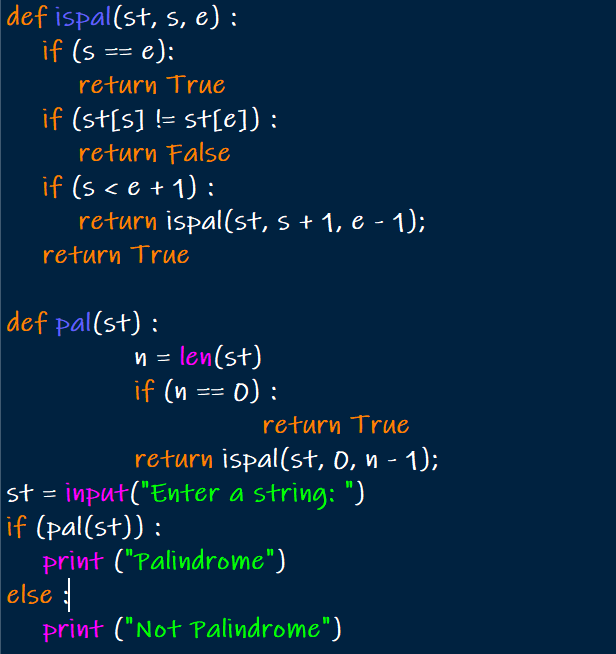 def ispal(st, s, e) :
if (s == e):
return True
if (st[s] != st[e]) :
return False
if (s < e + 1) :
return ispal(st, s + 1, e - 1);
return True
def pal(st) :
n = len(st)
if (n == 0) :
return True
return ispal(st, 0, n - 1);
st = input("Enter a string: ")
if (pal(st)) :
print ("Palindrome")
else :
print ("Not Palindrome")